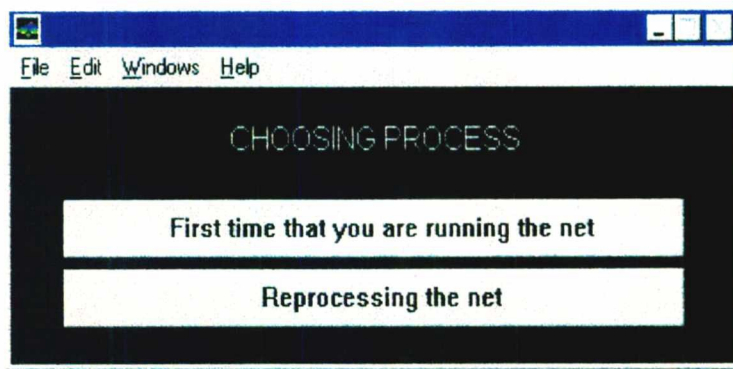 File Edit Windows Help
CHOOSING PROCESS
First time that you are running the net
Reprocessing the net